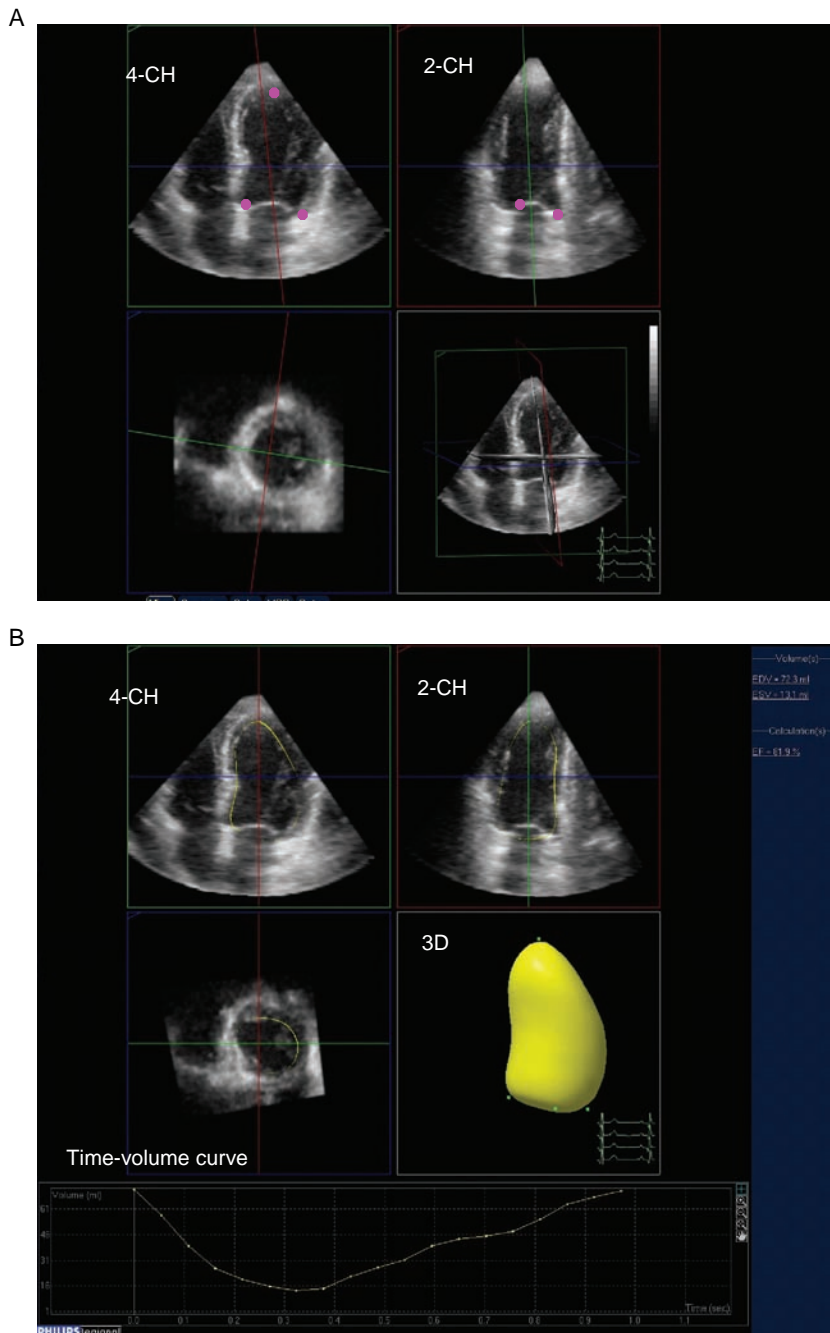 A
4-CH
2-CH
B
4-CH
2-CH
Volume(s)
EDV = 72.3 ml
ESV = 13.1 ml
Calculation(s)
EF = 81.9 %
3D
Time-volume curve
Volume (ml)
61
46
31
16
1
Time (sec)
0.0 0.1 0.2 0.3 0.4 0.5 0.6 0.7 0.8 0.9 1.0 1.1
PHILIPS regional